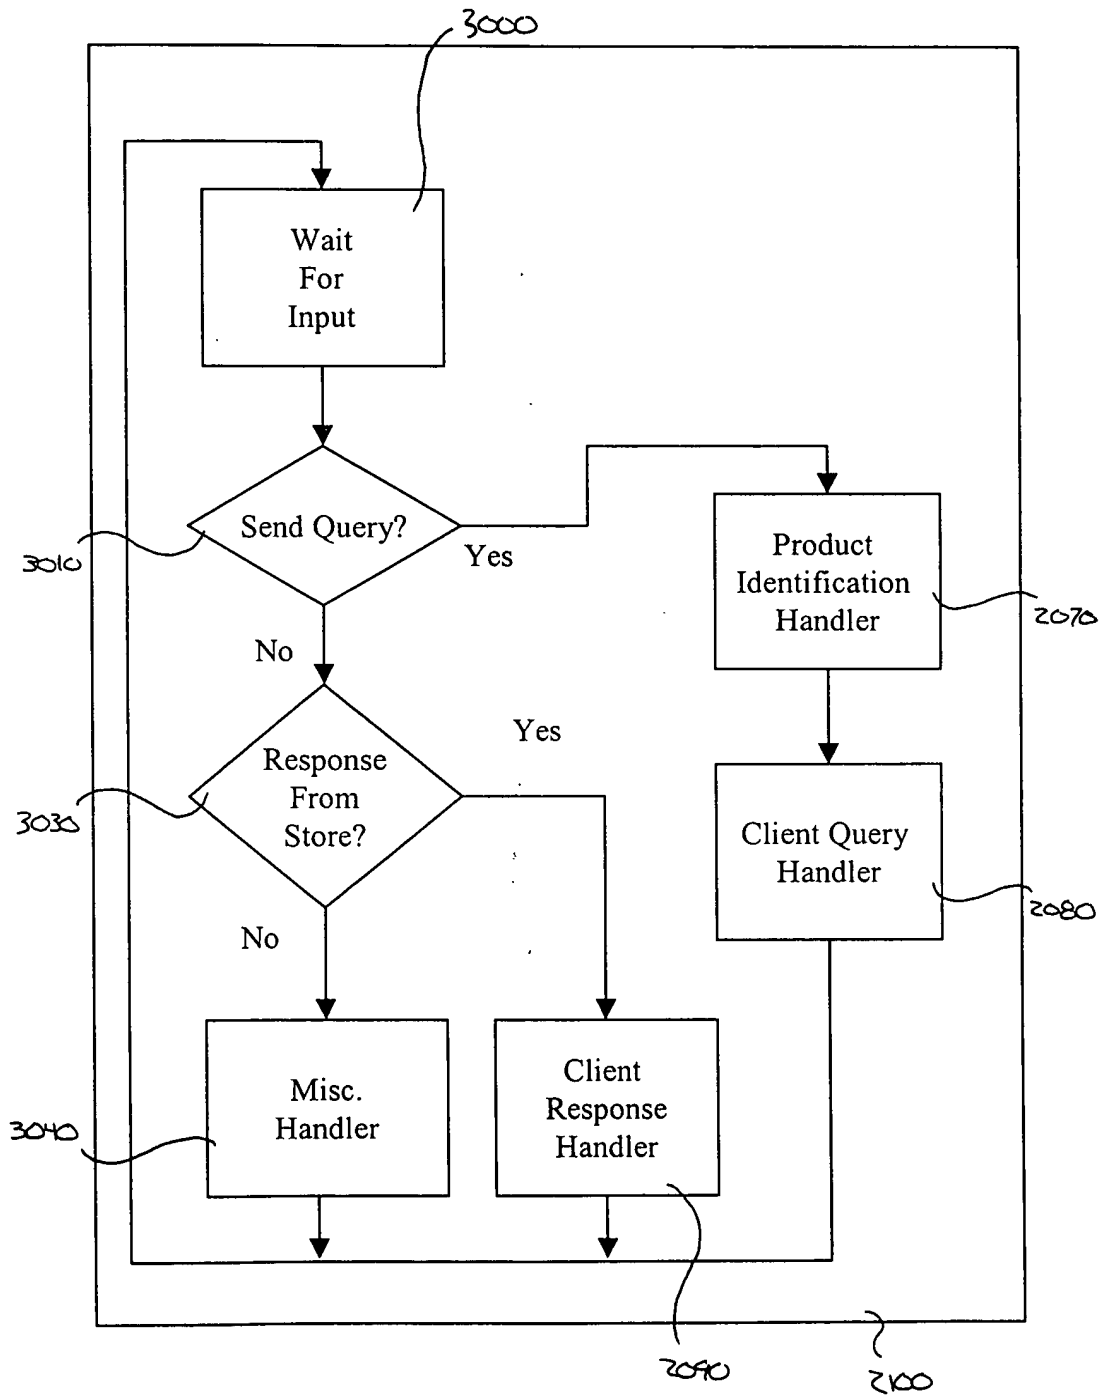 3000
Wait
For
Input
Send Query?
3010
Yes
Product
Identification
Handler
2070
No
Response
From
Store?
3030
Yes
Client Query
Handler
2080
No
Misc.
Handler
3040
Client
Response
Handler
2090
2100